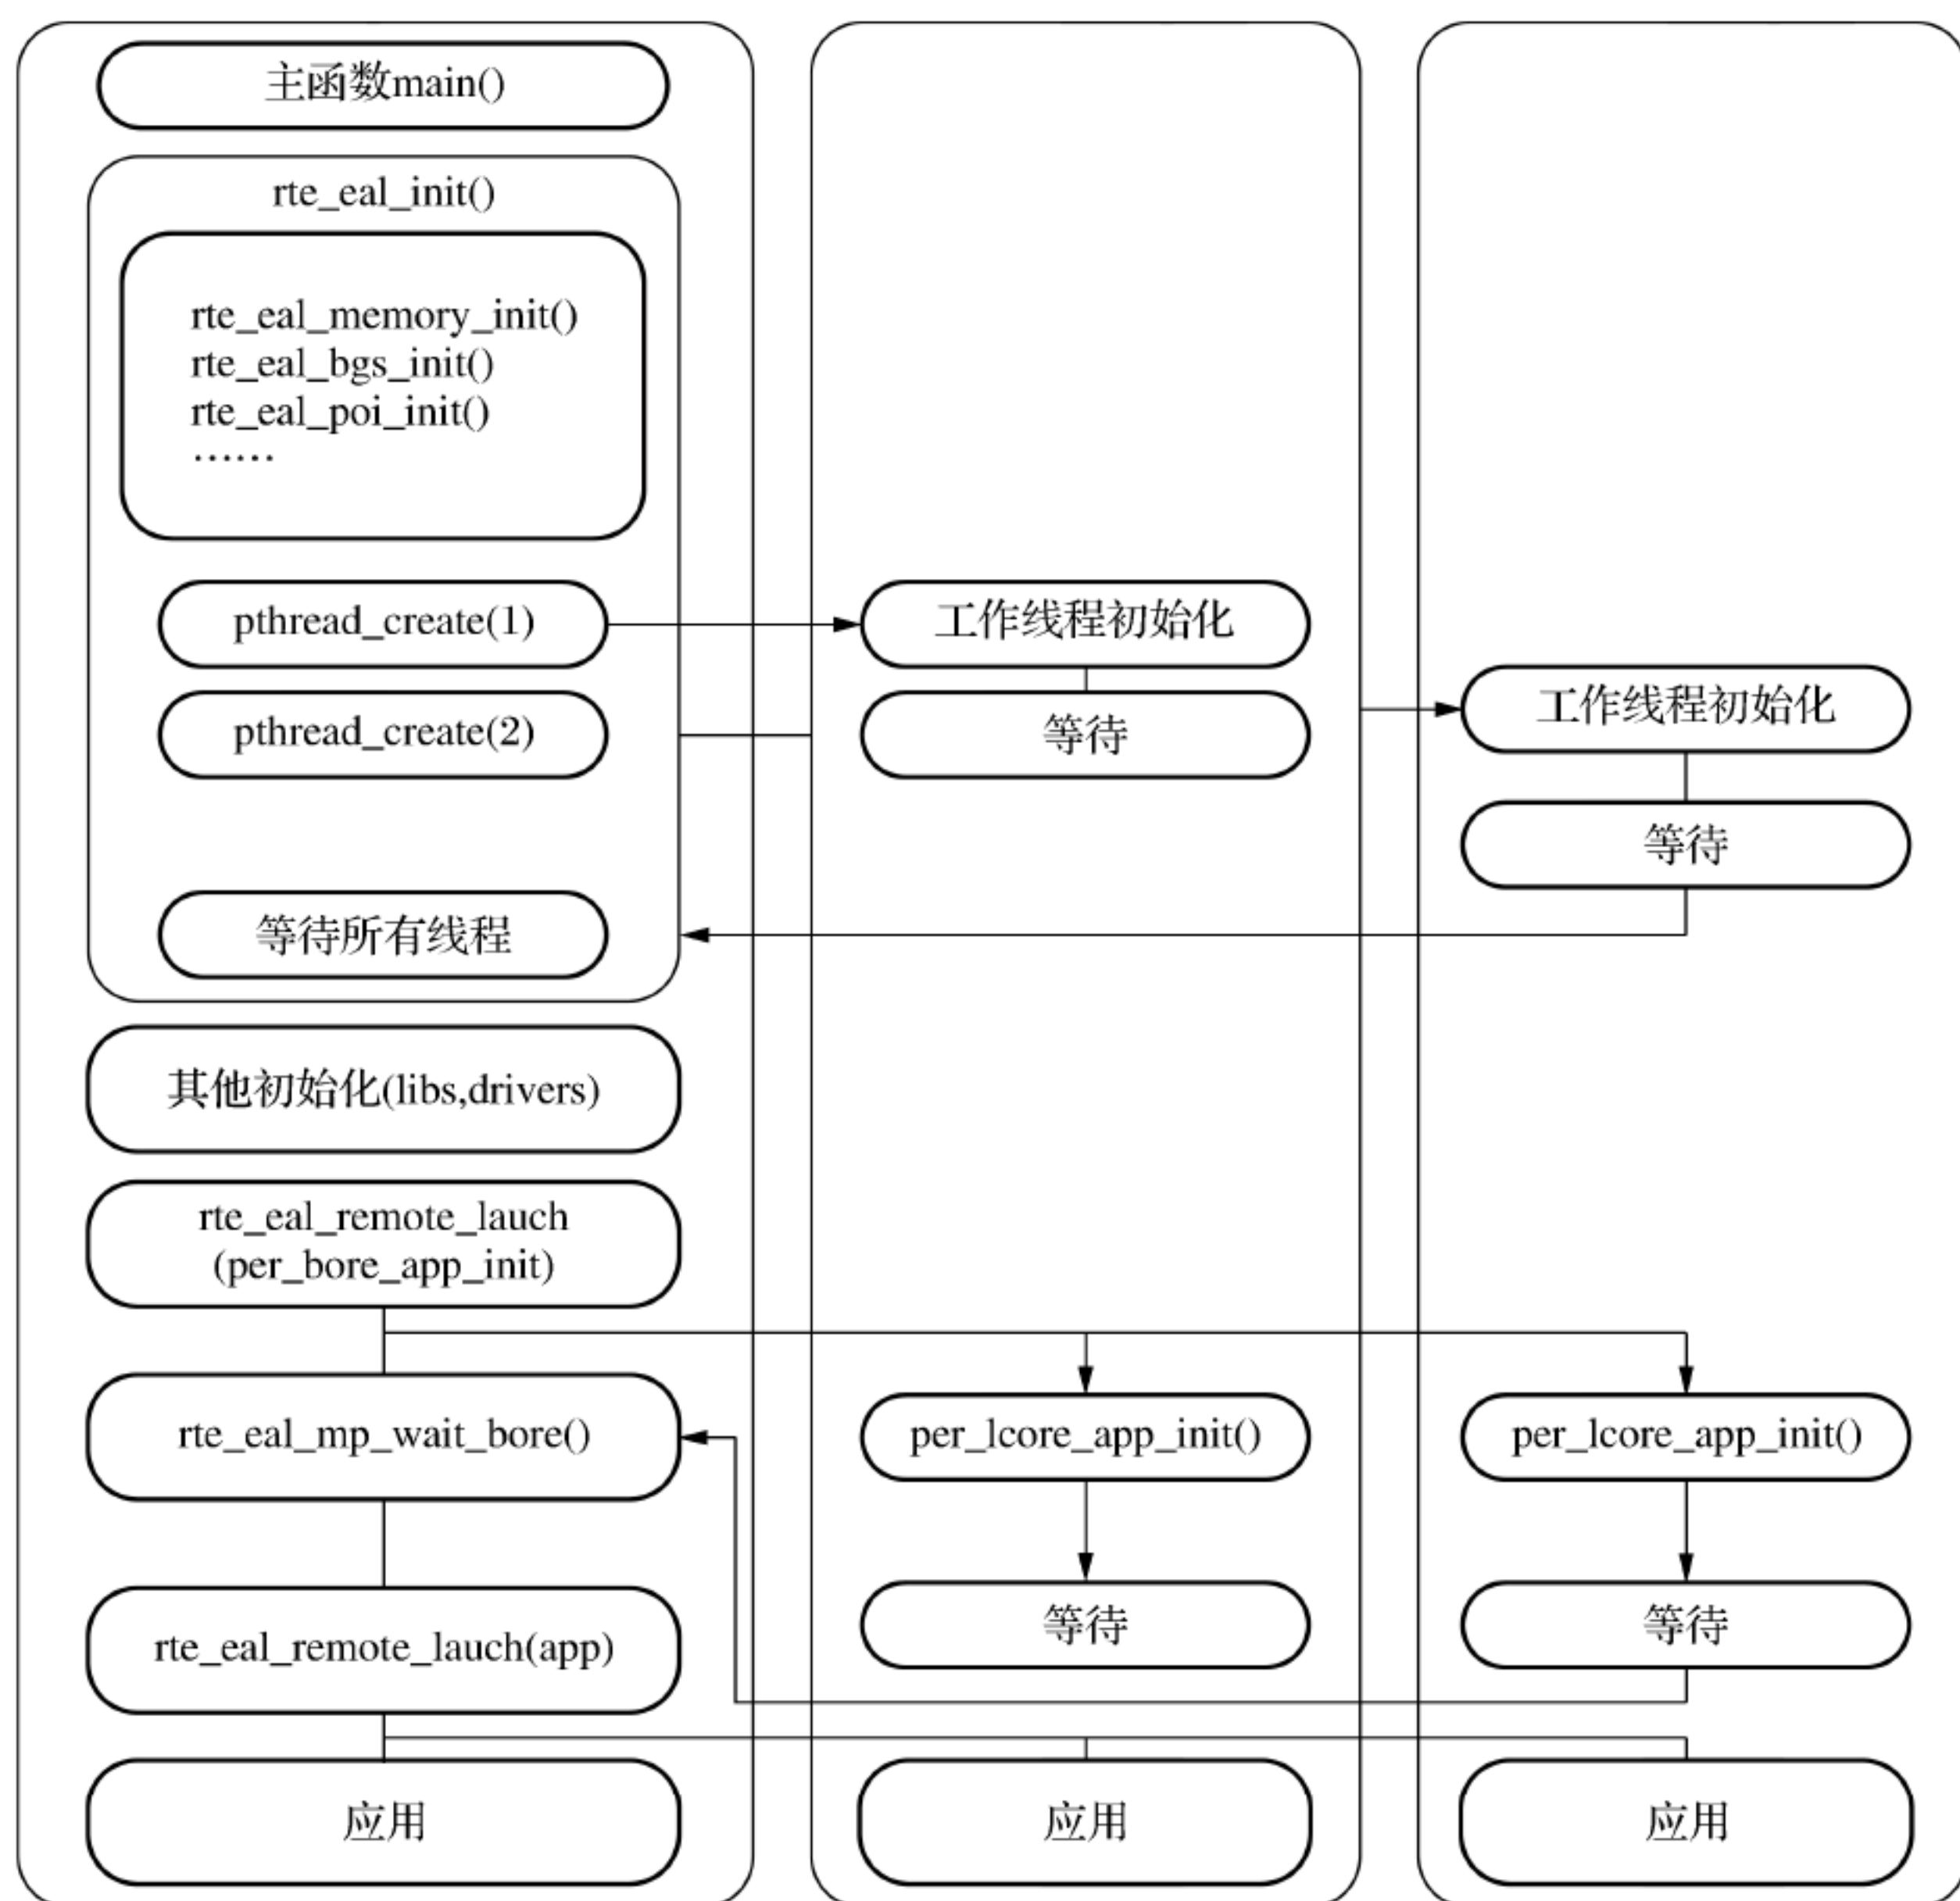 主函数main()
rte_eal_init()
rte_eal_memory_init()
rte_eal_bgs_init()
rte_eal_poi_init()
……
pthread_create(1)
工作线程初始化
pthread_create(2)
等待
工作线程初始化
等待
等待所有线程
其他初始化(libs,drivers)
rte_eal_remote_lauch
(per_bore_app_init)
rte_eal_mp_wait_bore()
per_lcore_app_init()
per_lcore_app_init()
等待
等待
rte_eal_remote_lauch(app)
应用
应用
应用